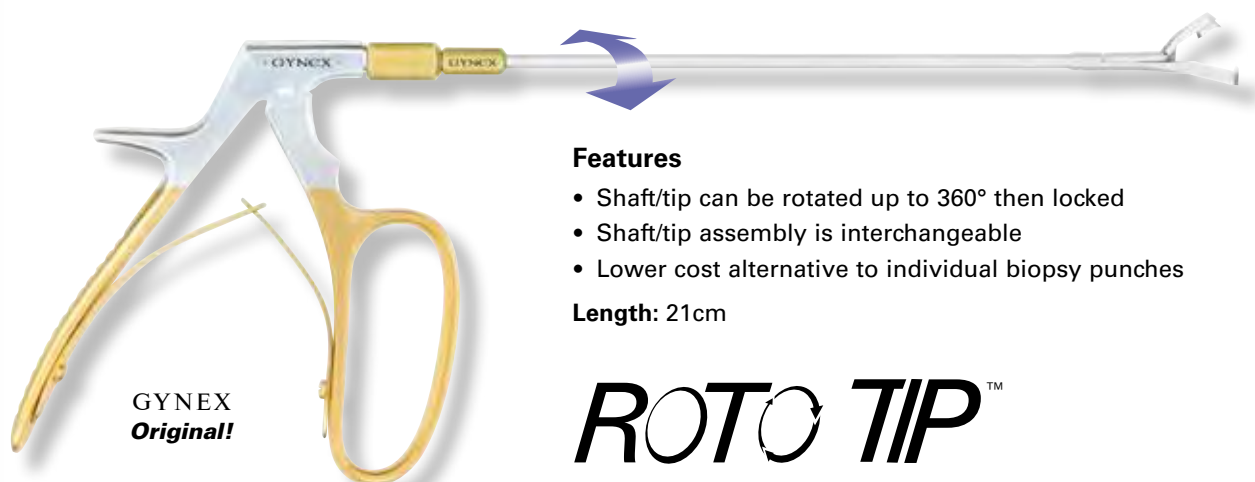 GYNEX
GYNEX
Features
• Shaft/tip can be rotated up to 360° then locked
• Shaft/tip assembly is interchangeable
• Lower cost alternative to individual biopsy punches
Length: 21cm
GYNEX
Original!
ROTO TIP™